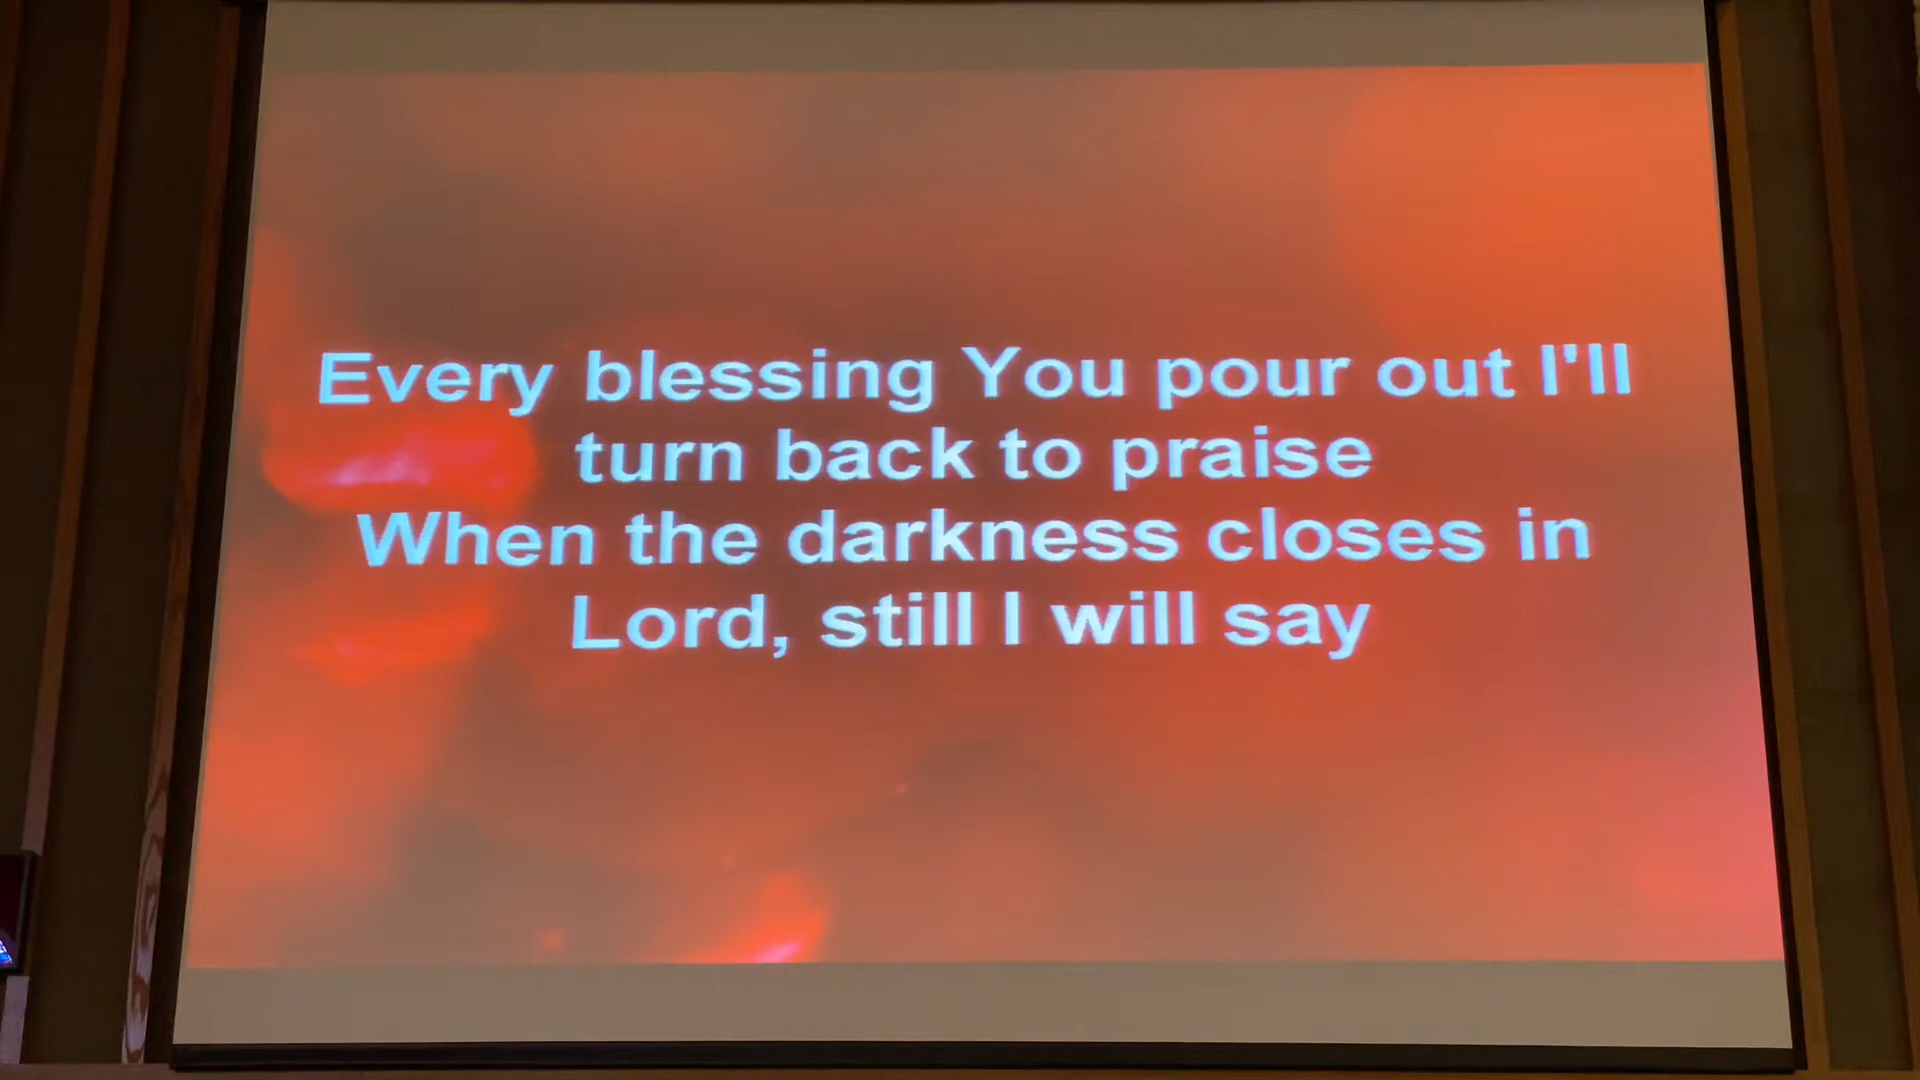 Every blessing You pour out I'll
turn back to praise
When the darkness closes in
Lord, still I will say